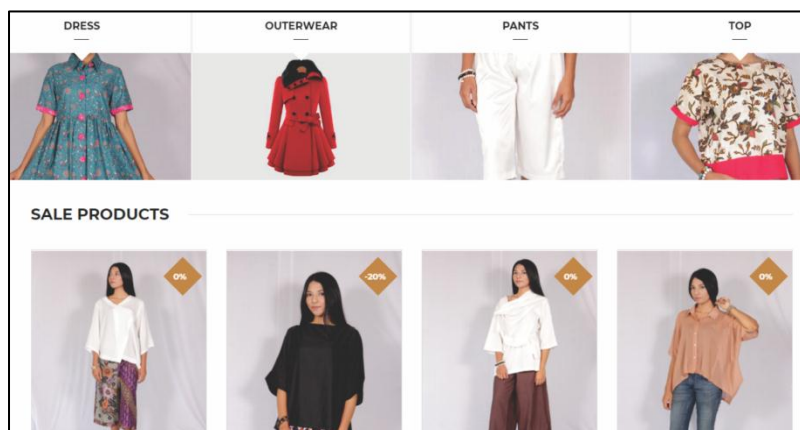 DRESS
OUTERWEAR
PANTS
TOP
SALE PRODUCTS
0%
-20%
0%
0%